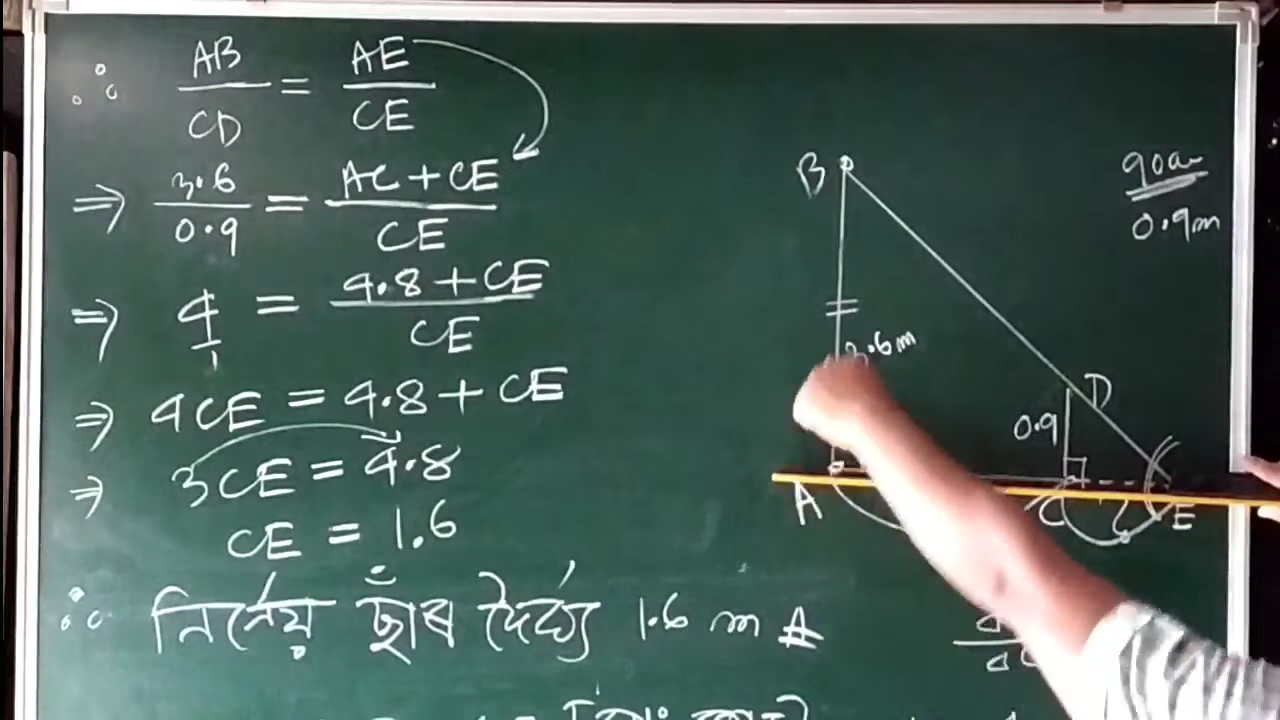 ∴ AB/CD = AE/CE
⇒ 3.6/0.9 = AC+CE/CE
⇒ 4/1 = 4.8+CE/CE
⇒ 4CE = 4.8+CE
⇒ 3CE = 4.8
CE = 1.6
∴ নিৰ্ণেয় ছাঁৰ দৈৰ্ঘ্য 1.6 m A
B
90a
0.9m
3.6m
D
0.9
A
C
E